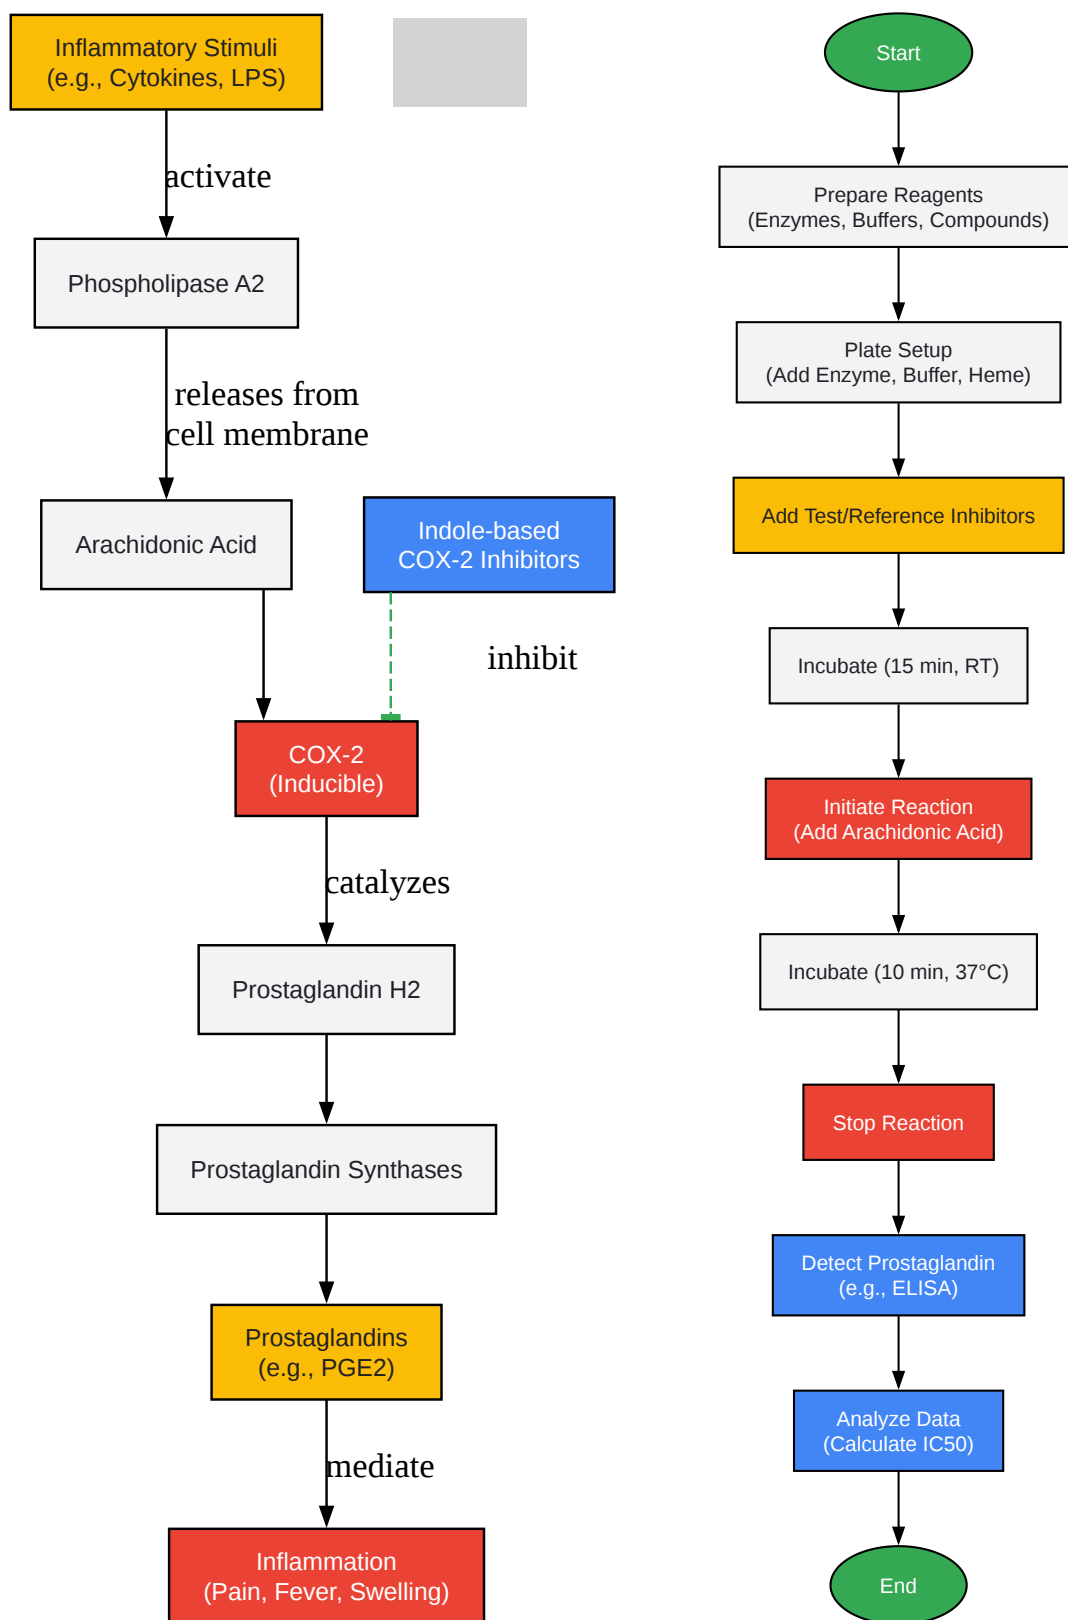 Inflammatory Stimuli
(e.g., Cytokines, LPS)
activate
Phospholipase A2
releases from
cell membrane
Arachidonic Acid
Indole-based
COX-2 Inhibitors
inhibit
COX-2
(Inducible)
catalyzes
Prostaglandin H2
Prostaglandin Synthases
Prostaglandins
(e.g., PGE2)
mediate
Inflammation
(Pain, Fever, Swelling)
Start
Prepare Reagents
(Enzymes, Buffers, Compounds)
Plate Setup
(Add Enzyme, Buffer, Heme)
Add Test/Reference Inhibitors
Incubate (15 min, RT)
Initiate Reaction
(Add Arachidonic Acid)
Incubate (10 min, 37°C)
Stop Reaction
Detect Prostaglandin
(e.g., ELISA)
Analyze Data
(Calculate IC50)
End